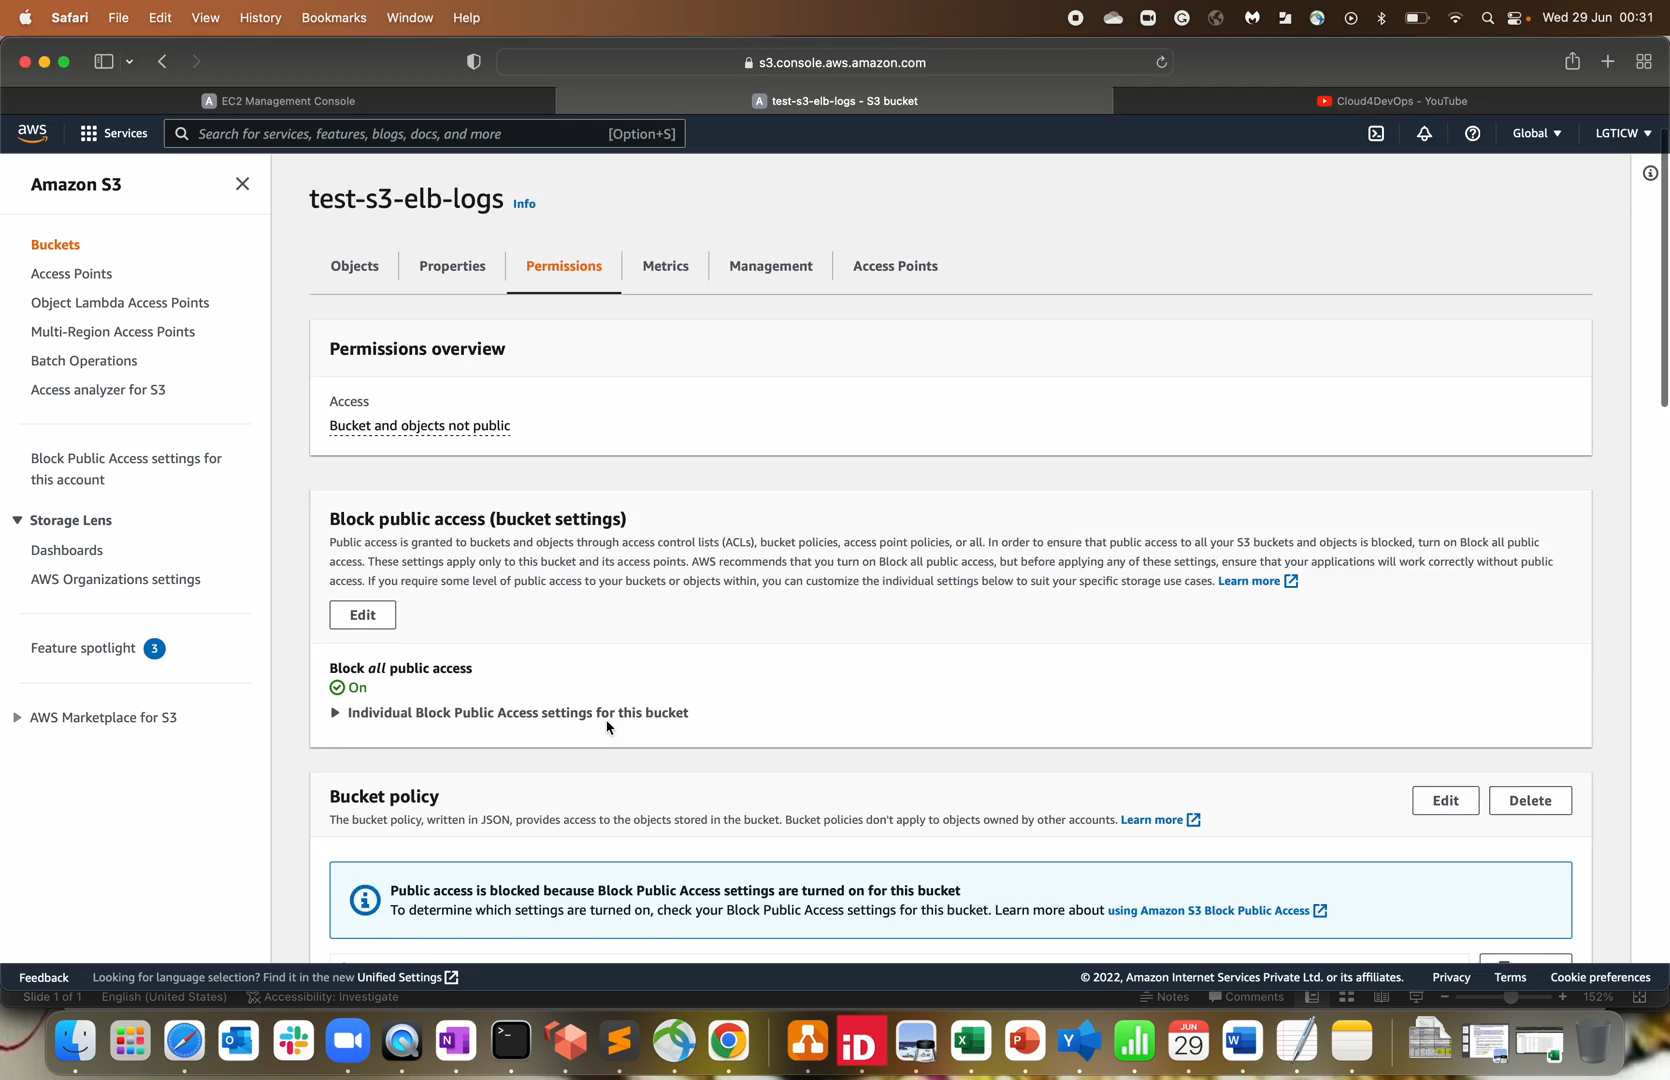 Safari File Edit View History Bookmarks Window Help
Wed 29 Jun 00:31
s3.console.aws.amazon.com
A EC2 Management Console
A test-s3-elb-logs - S3 bucket
Cloud4DevOps - YouTube
aws
Services
Search for services, features, blogs, docs, and more [Option+S]
Global
LGTICW
Amazon S3
Buckets
Access Points
Object Lambda Access Points
Multi-Region Access Points
Batch Operations
Access analyzer for S3
Block Public Access settings for
this account
Storage Lens
Dashboards
AWS Organizations settings
Feature spotlight 3
AWS Marketplace for S3
test-s3-elb-logs Info
Objects
Properties
Permissions
Metrics
Management
Access Points
Permissions overview
Access
Bucket and objects not public
Block public access (bucket settings)
Public access is granted to buckets and objects through access control lists (ACLs), bucket policies, access point policies, or all. In order to ensure that public access to all your S3 buckets and objects is blocked, turn on Block all public
access. These settings apply only to this bucket and its access points. AWS recommends that you turn on Block all public access, but before applying any of these settings, ensure that your applications will work correctly without public
access. If you require some level of public access to your buckets or objects within, you can customize the individual settings below to suit your specific storage use cases. Learn more
Edit
Block all public access
On
Individual Block Public Access settings for this bucket
Bucket policy
Edit
Delete
The bucket policy, written in JSON, provides access to the objects stored in the bucket. Bucket policies don't apply to objects owned by other accounts. Learn more
Public access is blocked because Block Public Access settings are turned on for this bucket
To determine which settings are turned on, check your Block Public Access settings for this bucket. Learn more about using Amazon S3 Block Public Access
Feedback
Looking for language selection? Find it in the new Unified Settings
© 2022, Amazon Internet Services Private Ltd. or its affiliates.
Privacy
Terms
Cookie preferences
Slide 1 of 1
English (United States)
Accessibility: Investigate
Notes
Comments
152%
iD
JUN
29